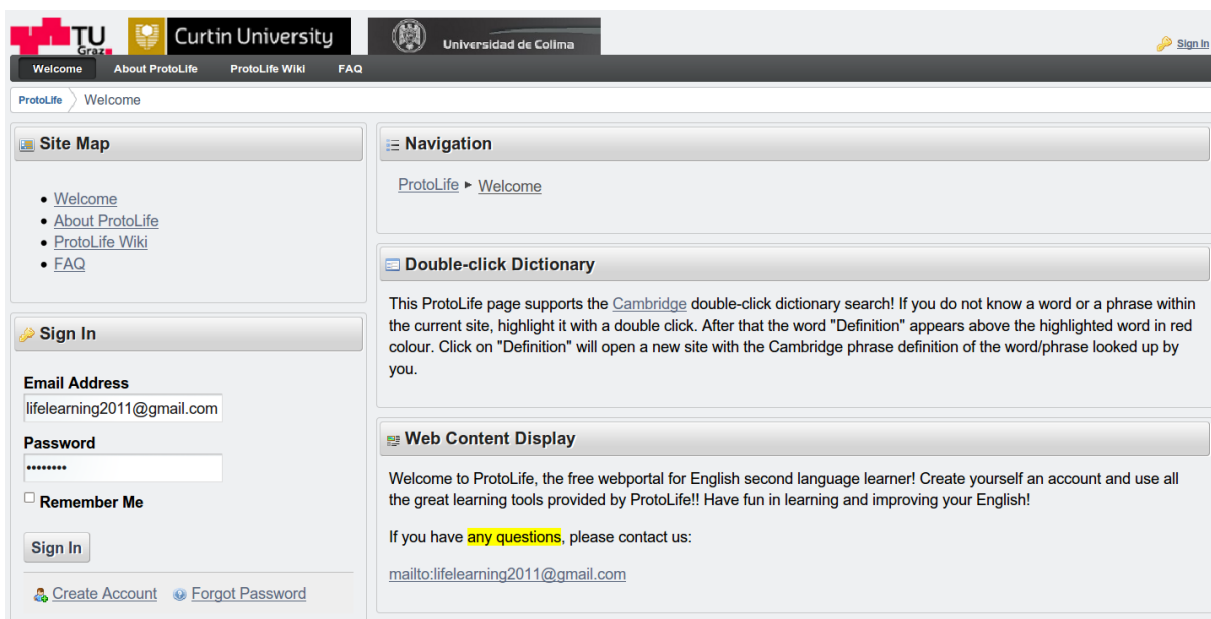 TU
Graz
Curtin University
Universidad de Colima
Sign In
Welcome About ProtoLife ProtoLife Wiki FAQ
ProtoLife Welcome
Site Map
Welcome
About ProtoLife
ProtoLife Wiki
FAQ
Sign In
Email Address
lifelearning2011@gmail.com
Password
••••••••
Remember Me
Sign In
Create Account Forgot Password
Navigation
ProtoLife ► Welcome
Double-click Dictionary
This ProtoLife page supports the Cambridge double-click dictionary search! If you do not know a word or a phrase within
the current site, highlight it with a double click. After that the word "Definition" appears above the highlighted word in red
colour. Click on "Definition" will open a new site with the Cambridge phrase definition of the word/phrase looked up by
you.
Web Content Display
Welcome to ProtoLife, the free webportal for English second language learner! Create yourself an account and use all
the great learning tools provided by ProtoLife!! Have fun in learning and improving your English!
If you have any questions, please contact us:
mailto:lifelearning2011@gmail.com